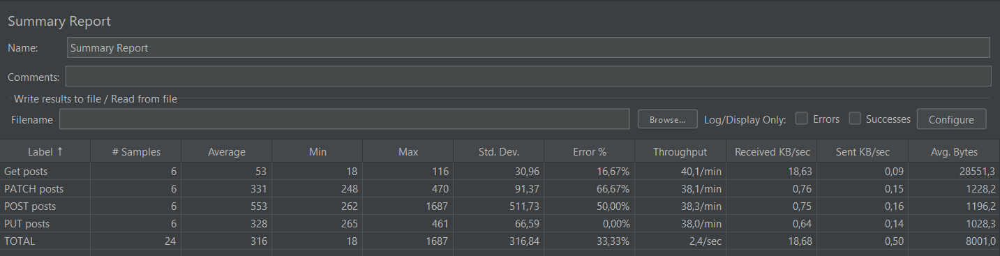 Summary Report
Name: Summary Report
Comments:
Write results to file / Read from file
Filename Browse... Log/Display Only: Errors Successes Configure
Label ↑ # Samples Average Min Max Std. Dev. Error % Throughput Received KB/sec Sent KB/sec Avg. Bytes
Get posts 6 53 18 116 30,96 16,67% 40,1/min 18,63 0,09 28551,3
PATCH posts 6 331 248 470 91,37 66,67% 38,1/min 0,76 0,15 1228,2
POST posts 6 553 262 1687 511,73 50,00% 38,3/min 0,75 0,16 1196,2
PUT posts 6 328 265 461 66,59 0,00% 38,0/min 0,64 0,14 1028,3
TOTAL 24 316 18 1687 316,84 33,33% 2,4/sec 18,68 0,50 8001,0